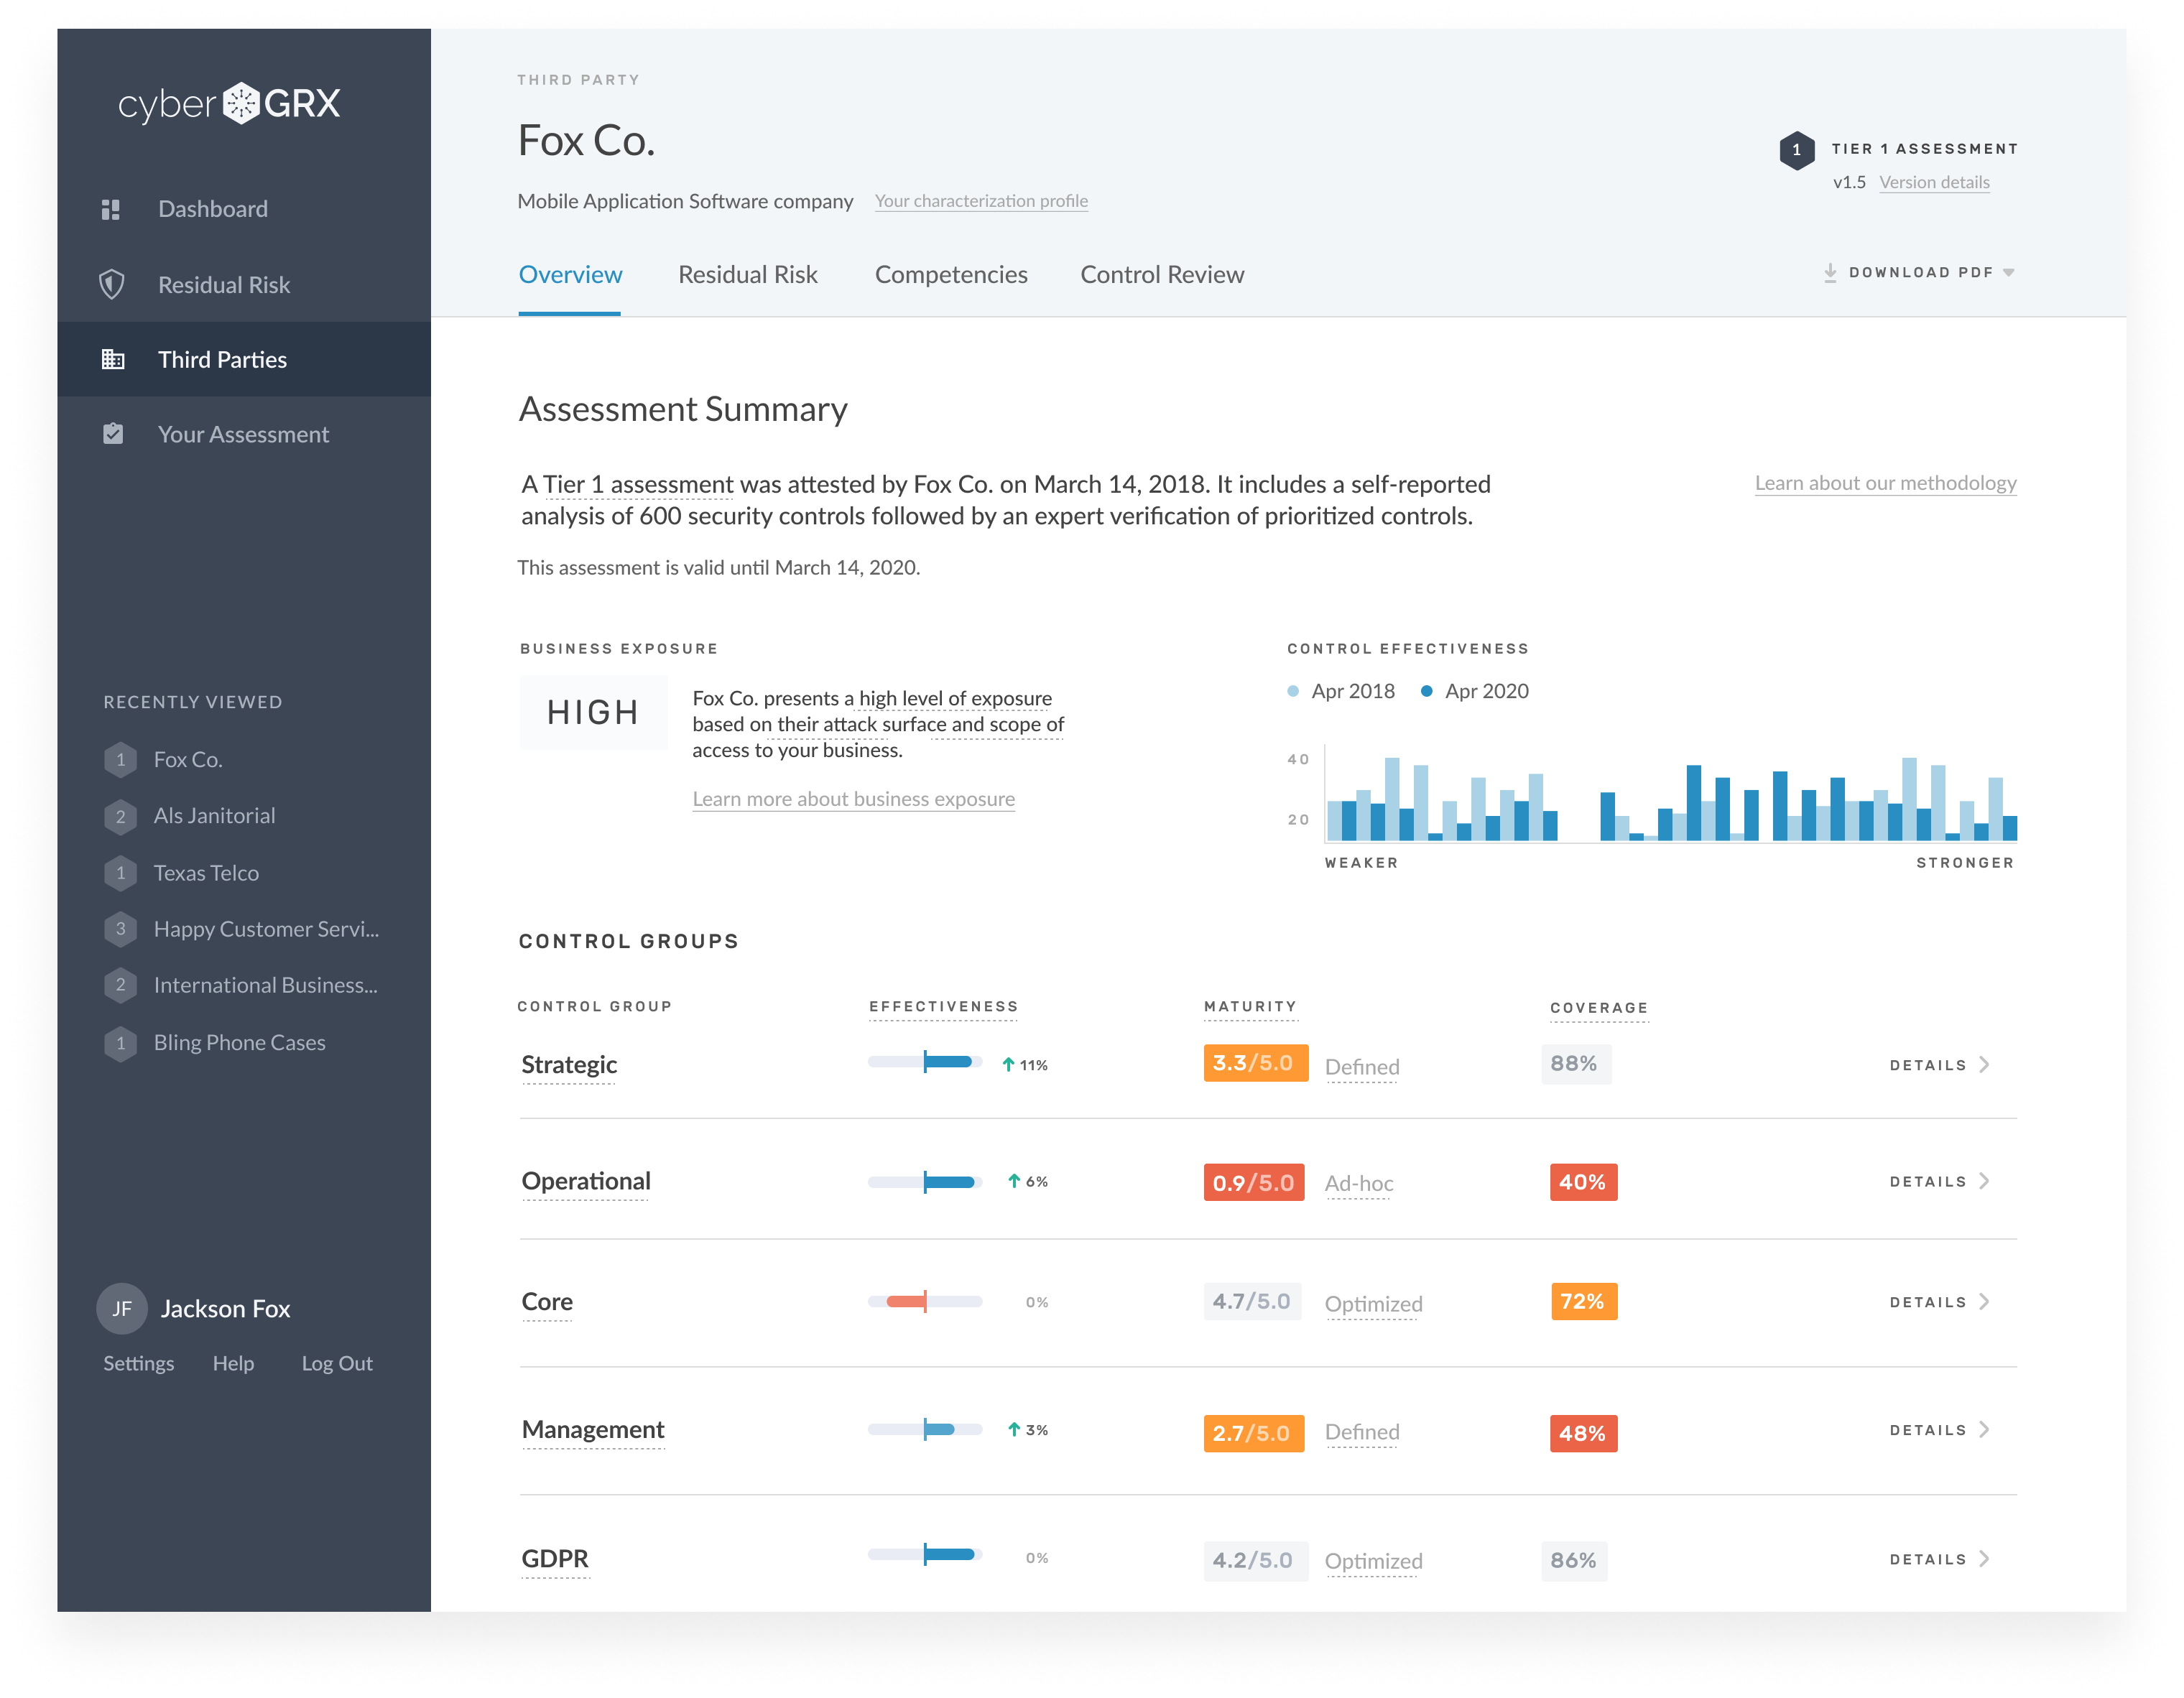 cyber GRX
Dashboard
Residual Risk
Third Parties
Your Assessment
RECENTLY VIEWED
1 Fox Co.
2 Als Janitorial
1 Texas Telco
3 Happy Customer Servi...
2 International Business...
1 Bling Phone Cases
JF Jackson Fox
Settings Help Log Out
THIRD PARTY
Fox Co.
Mobile Application Software company Your characterization profile
1 TIER 1 ASSESSMENT
v1.5 Version details
Overview Residual Risk Competencies Control Review
DOWNLOAD PDF
Assessment Summary
A Tier 1 assessment was attested by Fox Co. on March 14, 2018. It includes a self-reported
analysis of 600 security controls followed by an expert verification of prioritized controls.
Learn about our methodology
This assessment is valid until March 14, 2020.
BUSINESS EXPOSURE
HIGH
Fox Co. presents a high level of exposure
based on their attack surface and scope of
access to your business.
Learn more about business exposure
CONTROL EFFECTIVENESS
Apr 2018 Apr 2020
40
20
WEAKER STRONGER
CONTROL GROUPS
CONTROL GROUP EFFECTIVENESS MATURITY COVERAGE
Strategic 11% 3.3/5.0 Defined 88% DETAILS
Operational 6% 0.9/5.0 Ad-hoc 40% DETAILS
Core 0% 4.7/5.0 Optimized 72% DETAILS
Management 3% 2.7/5.0 Defined 48% DETAILS
GDPR 0% 4.2/5.0 Optimized 86% DETAILS